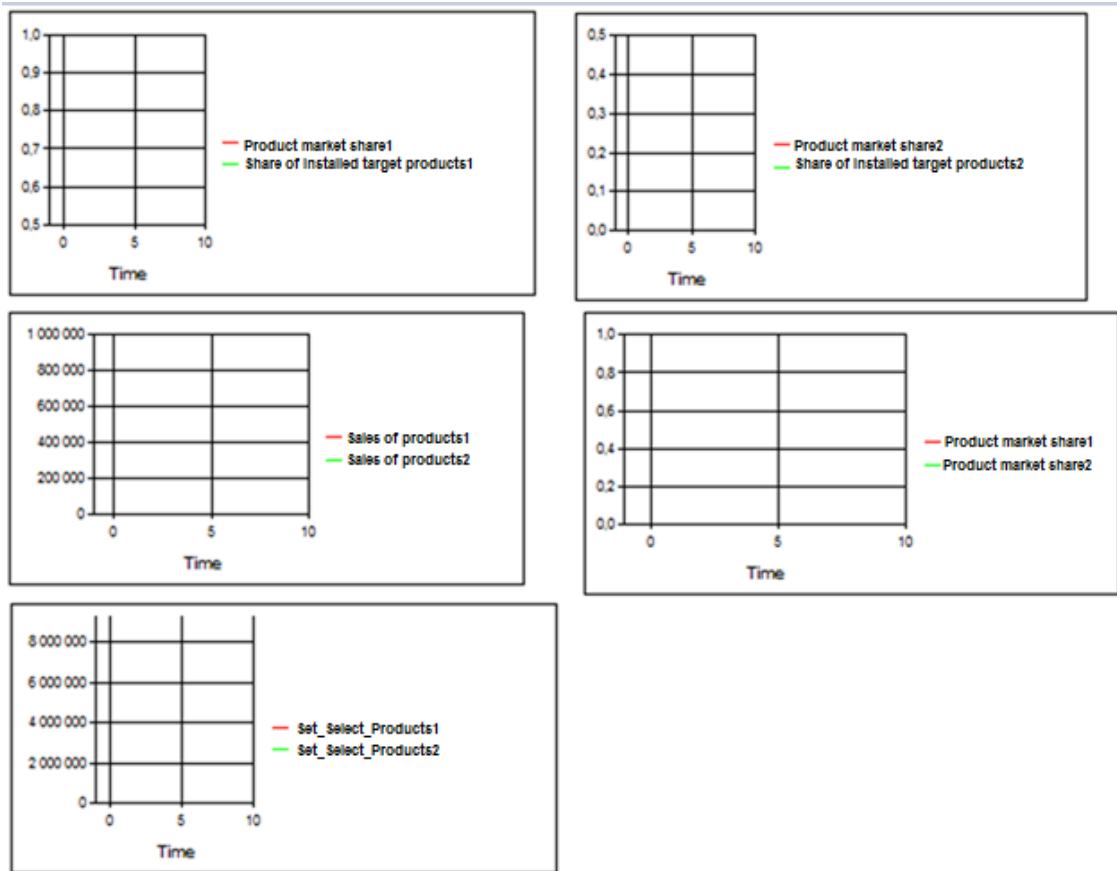 1,0
0,9
0,8
0,7
0,6
0,5
0 5 10
Time
Product market share1
Share of installed target products1
0,5
0,4
0,3
0,2
0,1
0,0
0 5 10
Time
Product market share2
Share of installed target products2
1 000 000
800 000
600 000
400 000
200 000
0
0 5 10
Time
Sales of products1
Sales of products2
1,0
0,8
0,6
0,4
0,2
0,0
0 5 10
Time
Product market share1
Product market share2
8 000 000
6 000 000
4 000 000
2 000 000
0
0 5 10
Time
Set_Select_Products1
Set_Select_Products2